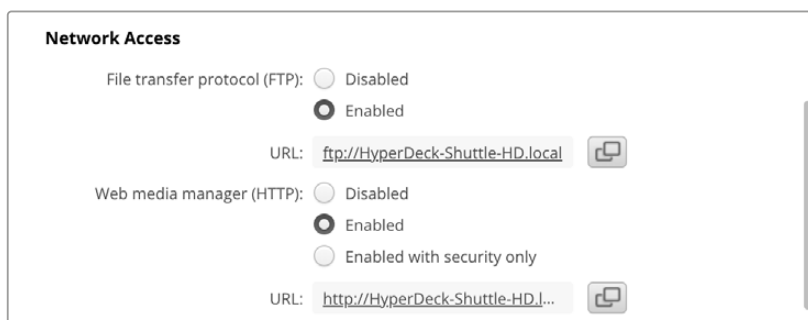 Network Access
File transfer protocol (FTP): Disabled
Enabled
URL: ftp://HyperDeck-Shuttle-HD.local
Web media manager (HTTP): Disabled
Enabled
Enabled with security only
URL: http://HyperDeck-Shuttle-HD.l...